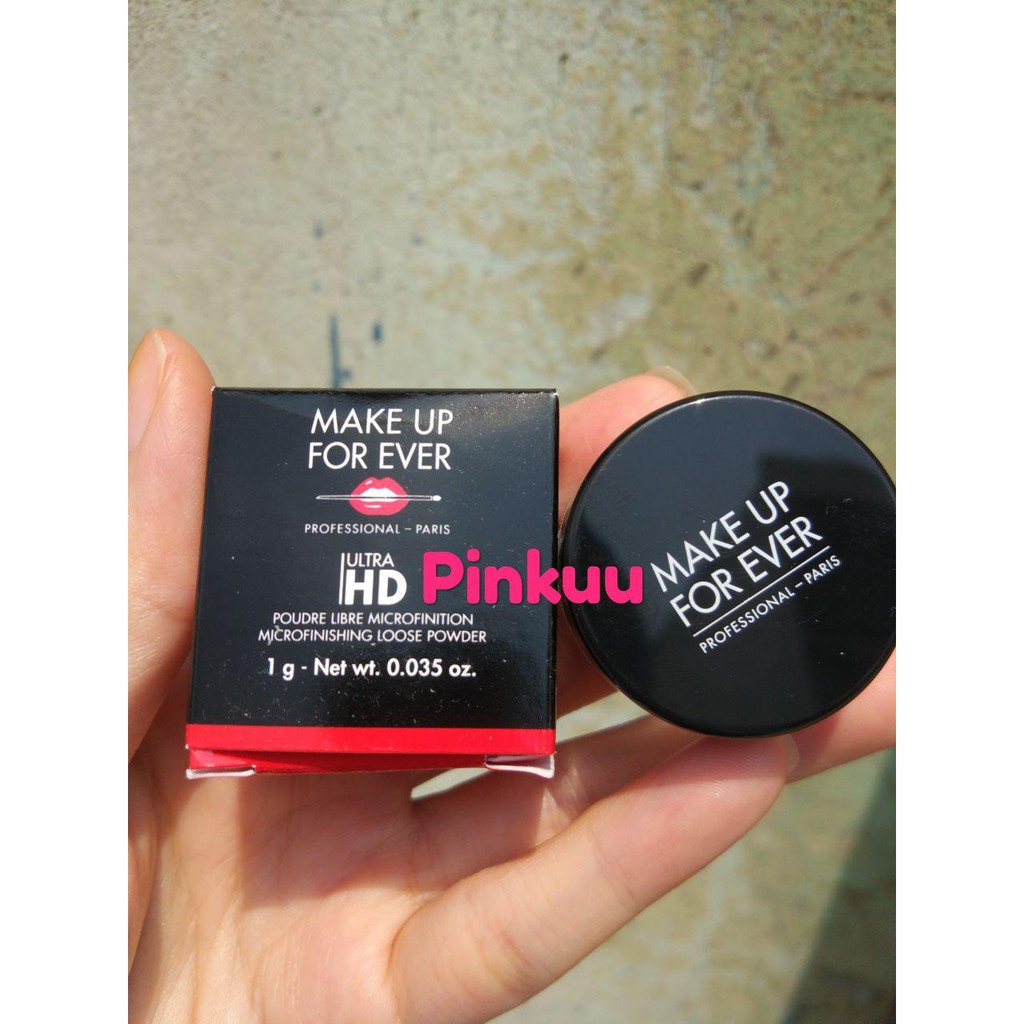 MAKE UP
FOR EVER
PROFESSIONAL – PARIS
ULTRA
HD
POUDRE LIBRE MICROFINITION
MICROFINISHING LOOSE POWDER
1 g - Net wt. 0.035 oz.
Pinkuu
MAKE UP
FOR EVER
PROFESSIONAL – PARIS